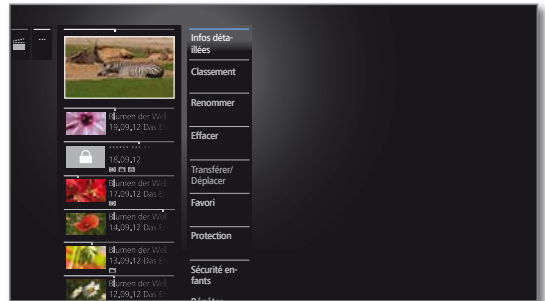 ...
Blumen der Wel
19.09.12 Das E
18.09.12
Blumen der Wel
17.09.12 Das E
Blumen der Wel
14.09.12 Das E
Blumen der Wel
13.09.12 Das E
Blumen der Wel
12.09.12 Das E
Infos déta-
illées
Classement
Renommer
Effacer
Transférer/
Déplacer
Favori
Protection
Sécurité en-
fants